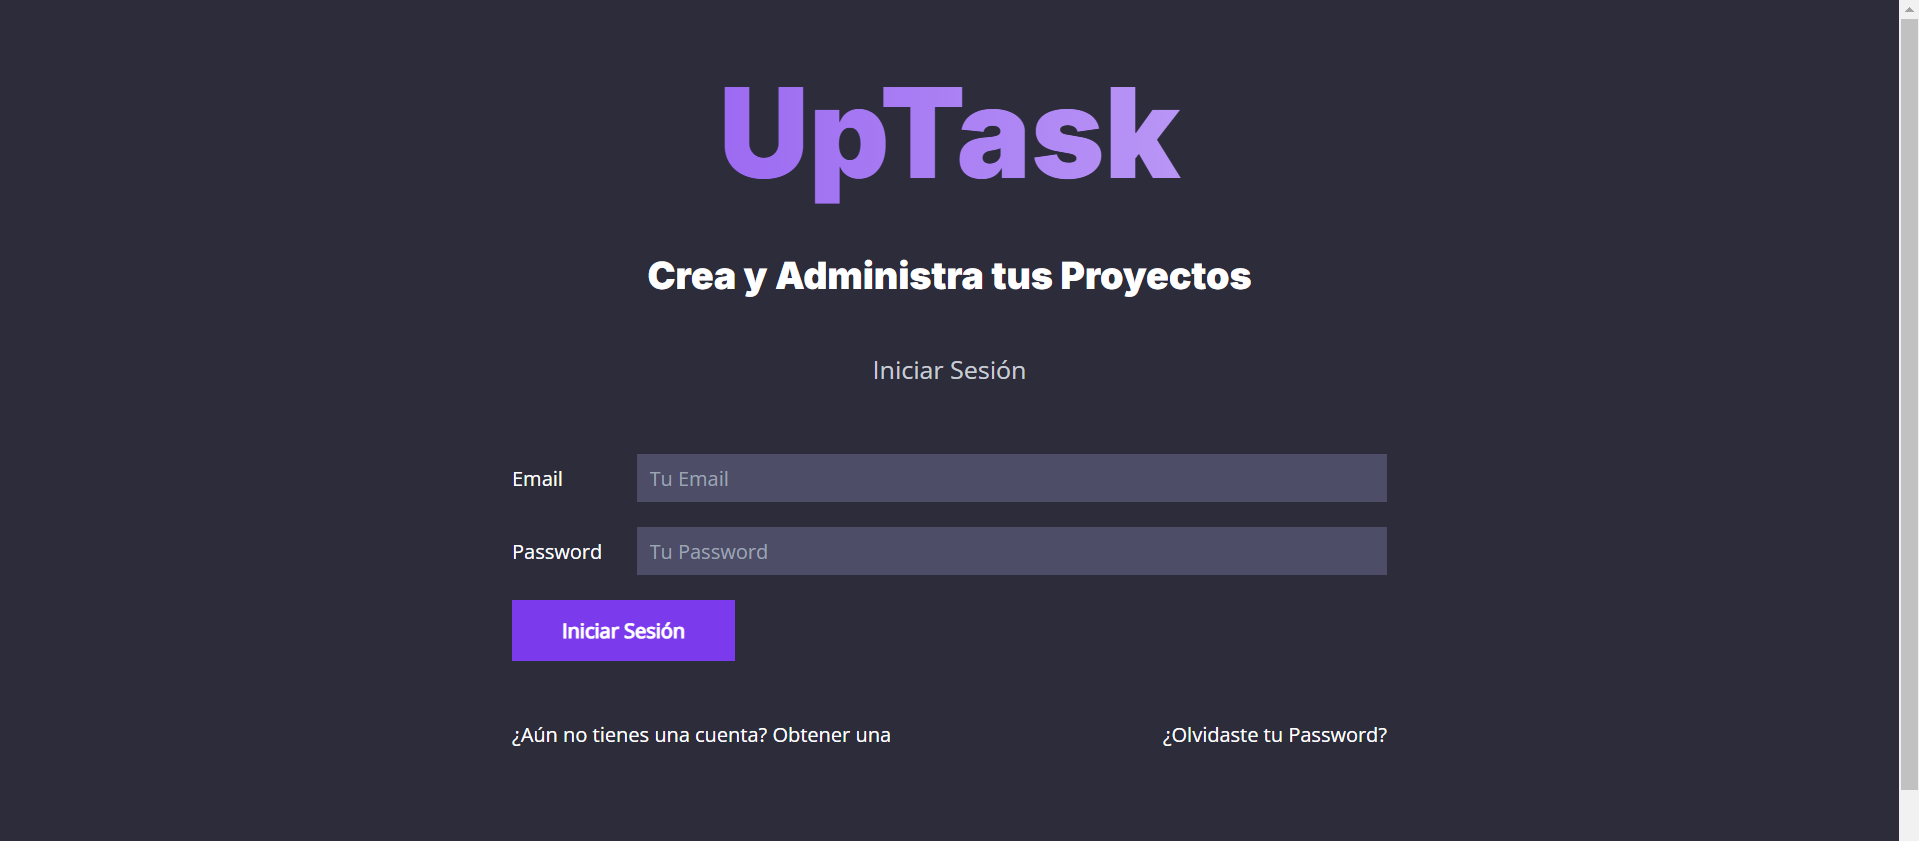 UpTask
Crea y Administra tus Proyectos
Iniciar Sesión
Email
Tu Email
Password
Tu Password
Iniciar Sesión
¿Aún no tienes una cuenta? Obtener una
¿Olvidaste tu Password?